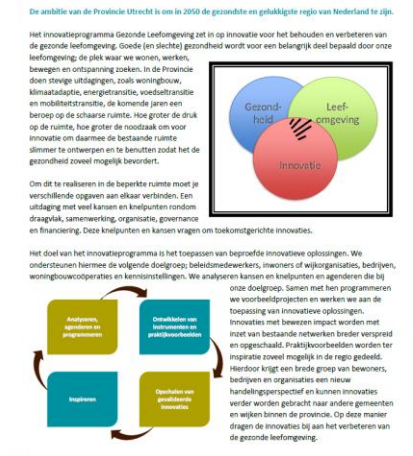 De ambitie van de Provincie Utrecht is om in 2050 de gezondste en gelukkigste regio van Nederland te zijn.
Het innovatieprogramma Gezonde Leefomgeving zet in op innovatie voor het behouden en verbeteren van
de gezonde leefomgeving. Goede (en slechte) gezondheid wordt voor een belangrijk deel bepaald door onze
leefomgeving; de plek waar we wonen, werken,
bewegen en ontspanning zoeken. In de Provincie
doen stevige uitdagingen, zoals woningbouw,
klimaatadaptie, energietransitie, voedseltransitie
en mobiliteitstransitie, de komende jaren een
beroep op de schaarse ruimte. Hoe groter de druk
op de ruimte, hoe groter de noodzaak om voor
innovatie om daarmee de bestaande ruimte
slimmer te ontwerpen en te benutten zodat het de
gezondheid zoveel mogelijk bevordert.
Gezond-
heid
Leef-
omgeving
Innovatie
Om dit te realiseren in de beperkte ruimte moet je
verschillende opgaven aan elkaar verbinden. Een
uitdaging met veel kansen en knelpunten rondom
draagvlak, samenwerking, organisatie, governance
en financiering. Deze knelpunten en kansen vragen om toekomstgerichte innovaties.
Het doel van het innovatieprogramma is het toepassen van beproefde innovatieve oplossingen. We
ondersteunen hiermee de volgende doelgroep; beleidsmedewerkers, inwoners of wijkorganisaties, bedrijven,
woningbouwcoöperaties en kennisinstellingen. We analyseren kansen en knelpunten en agenderen die bij
onze doelgroep. Samen met hen programmeren
we voorbeeldprojecten en werken we aan de
toepassing van innovatieve oplossingen.
Innovaties met bewezen impact worden met
inzet van bestaande netwerken breder verspreid
en opgeschaald. Praktijkvoorbeelden worden ter
inspiratie zoveel mogelijk in de regio gedeeld.
Hierdoor krijgt een brede groep van bewoners,
bedrijven en organisaties een nieuw
handelingsperspectief en kunnen innovaties
verder worden gebracht naar andere gemeenten
en wijken binnen de provincie. Op deze manier
dragen de innovaties bij aan het verbeteren van
de gezonde leefomgeving.
Analyseren,
agenderen en
programmeren
Ontwikkelen van
instrumenten en
praktijkvoorbeelden
Inspireren
Opschalen van
gevalideerde
innovaties